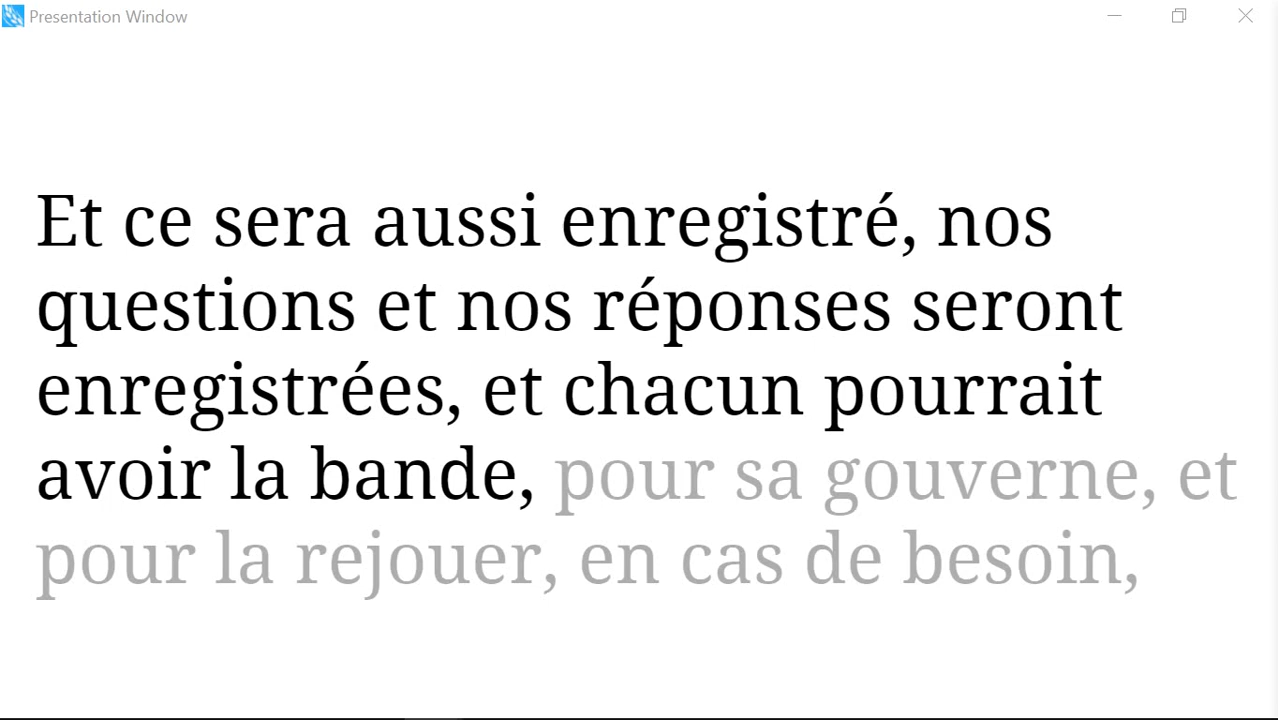 Presentation Window
Et ce sera aussi enregistré, nos
questions et nos réponses seront
enregistrées, et chacun pourrait
avoir la bande, pour sa gouverne, et
pour la rejouer, en cas de besoin,